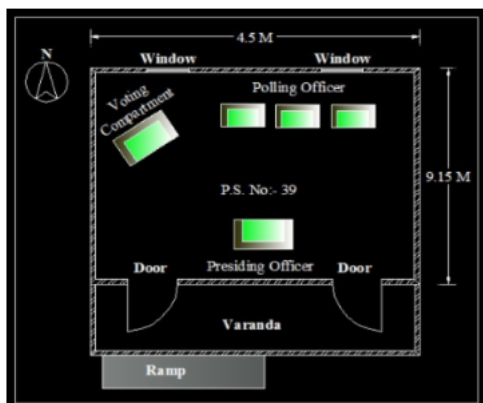 4.5 M
N
Window
Window
Voting
Compartment
Polling Officer
9.15 M
P.S. No:- 39
Door
Presiding Officer
Door
Varanda
Ramp